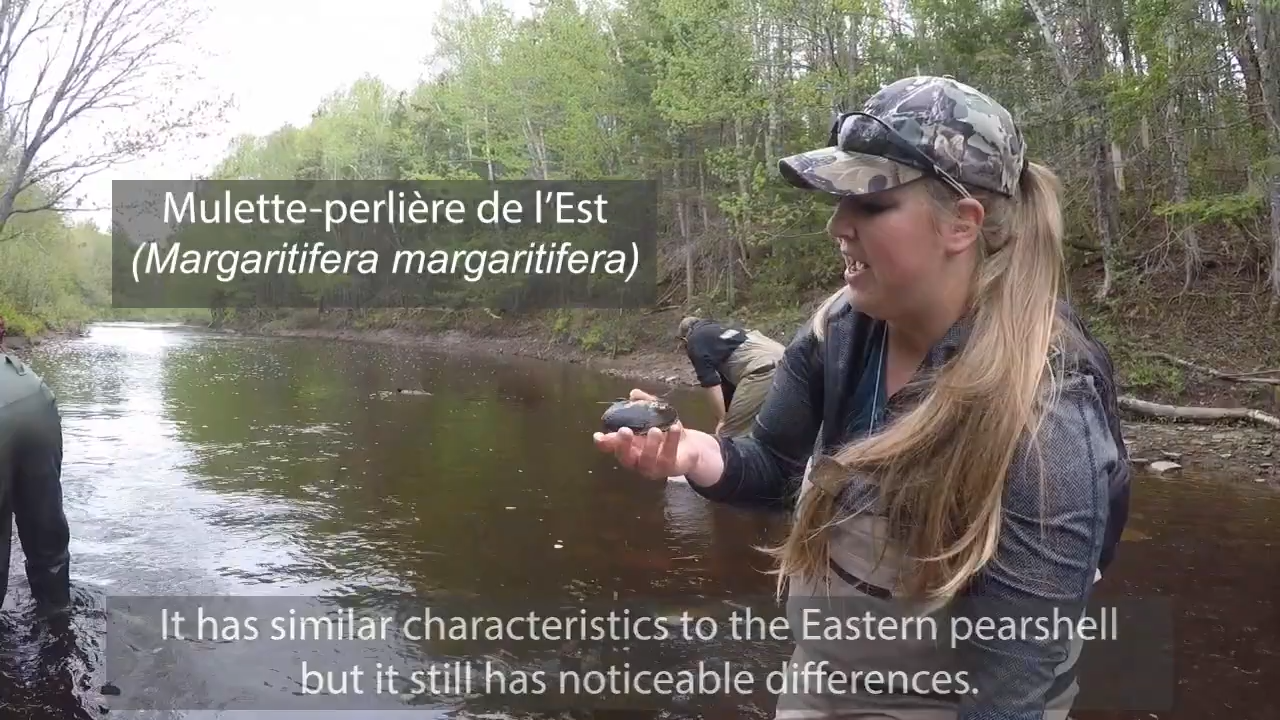 Mulette-perlière de l’Est
(Margaritifera margaritifera)
It has similar characteristics to the Eastern pearshell
but it still has noticeable differences.